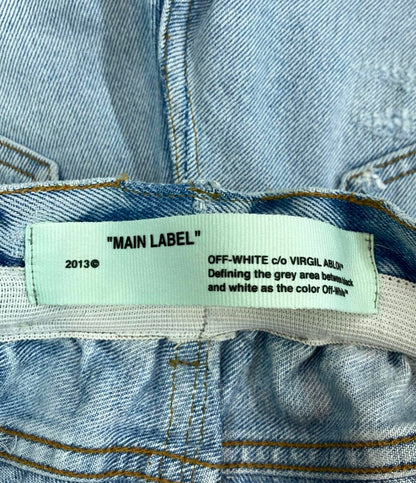 "MAIN LABEL"
2013©
OFF-WHITE c/o VIRGIL ABLOH™
Defining the grey area between black
and white as the color Off-White™